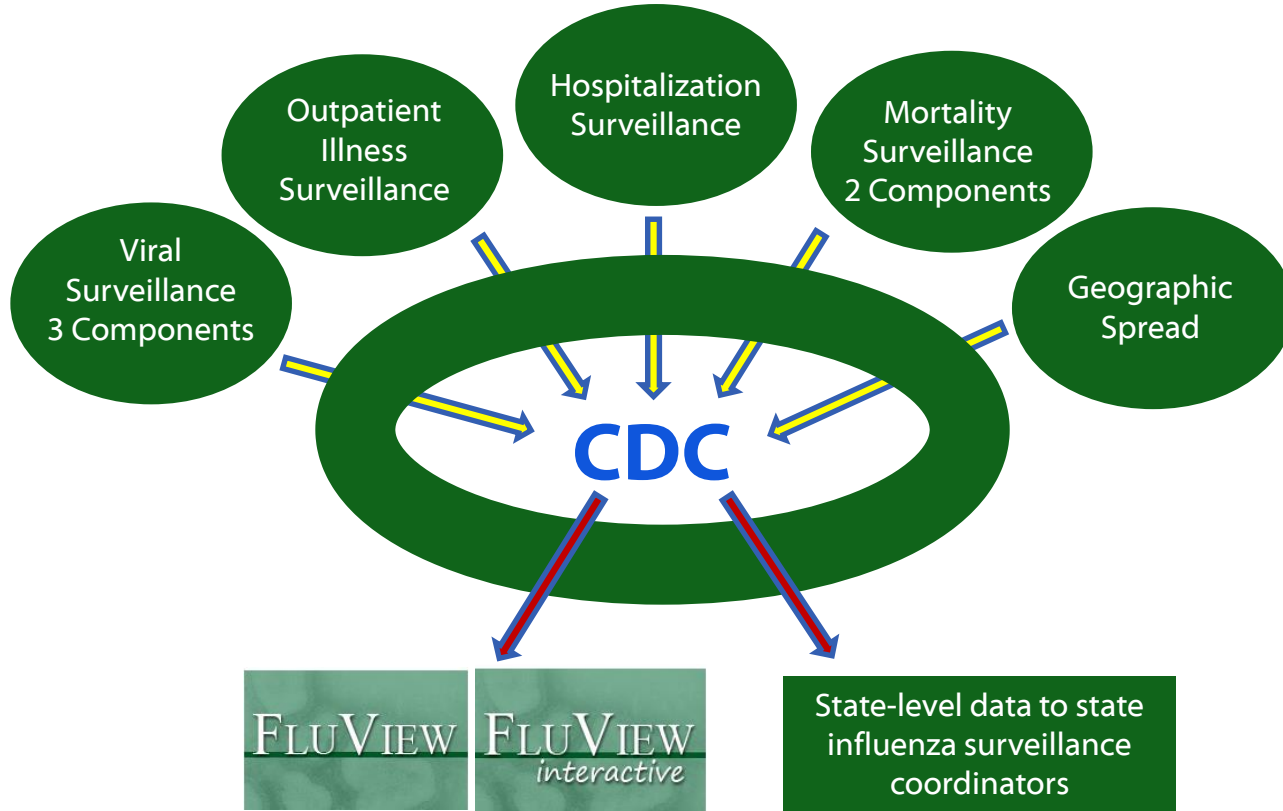 Viral
Surveillance
3 Components
Outpatient
Illness
Surveillance
Hospitalization
Surveillance
Mortality
Surveillance
2 Components
Geographic
Spread
CDC
FLUVIEW
FLUVIEW
interactive
State-level data to state
influenza surveillance
coordinators